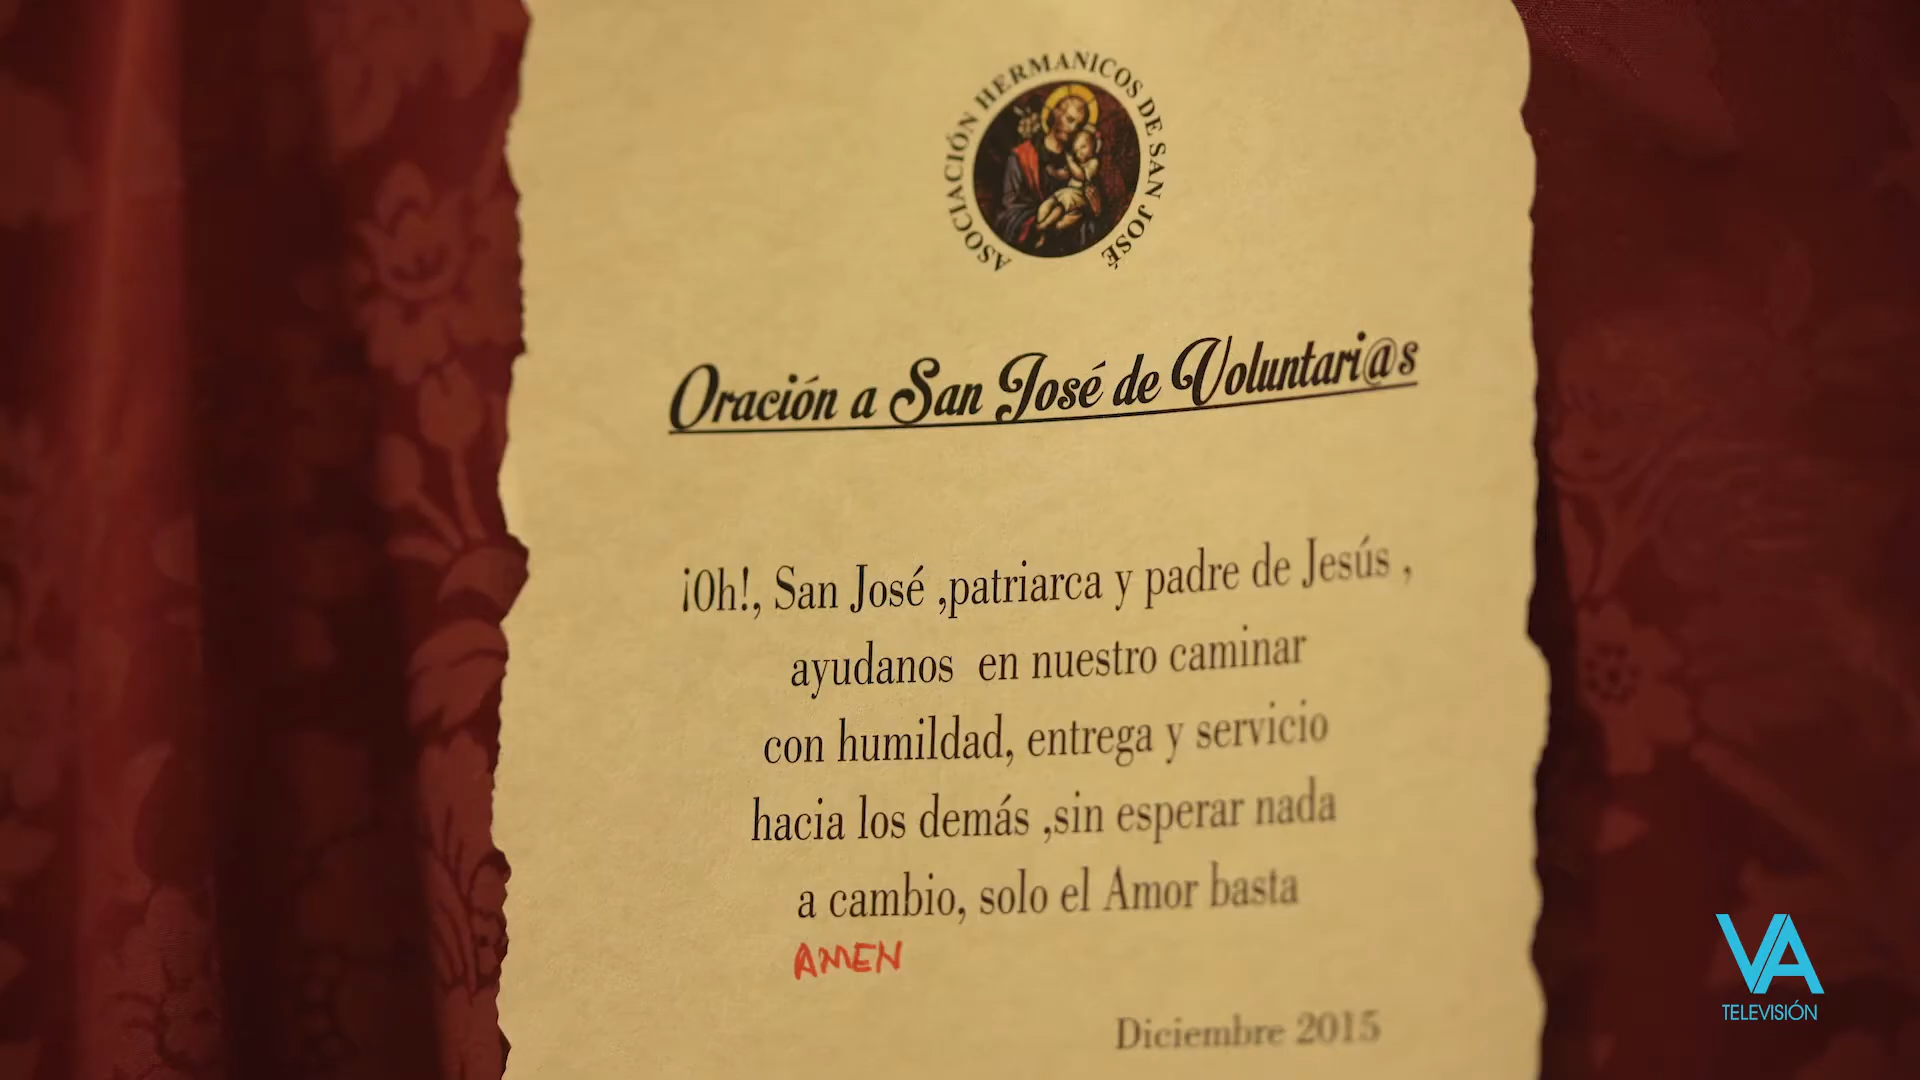 ASOCIACIÓN HERMANICOS DE SAN JOSÉ
Oración a San José de Voluntari@s
¡Oh!, San José ,patriarca y padre de Jesús ,
ayudanos en nuestro caminar
con humildad, entrega y servicio
hacia los demás ,sin esperar nada
a cambio, solo el Amor basta
AMEN
Diciembre 2015
VA
TELEVISIÓN